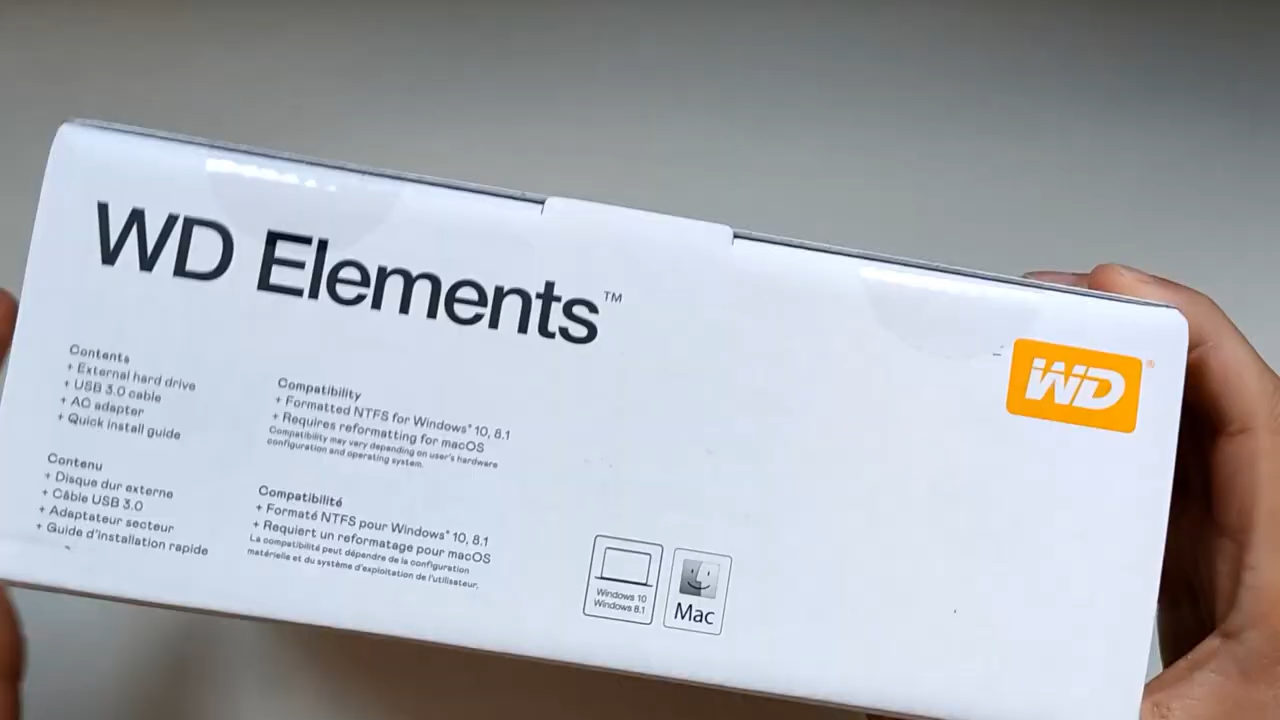 WD Elements™
Contents
+ External hard drive
+ USB 3.0 cable
+ AC adapter
+ Quick install guide
Contenu
+ Disque dur externe
+ Câble USB 3.0
+ Adaptateur secteur
+ Guide d'installation rapide
Compatibility
+ Formatted NTFS for Windows® 10, 8.1
+ Requires reformatting for macOS
Compatibility may vary depending on user's hardware
configuration and operating system.
Compatibilité
+ Formaté NTFS pour Windows® 10, 8.1
+ Requiert un reformatage pour macOS
La compatibilité peut dépendre de la configuration
matérielle et du système d'exploitation de l'utilisateur.
Windows 10
Windows 8.1
Mac
WD®